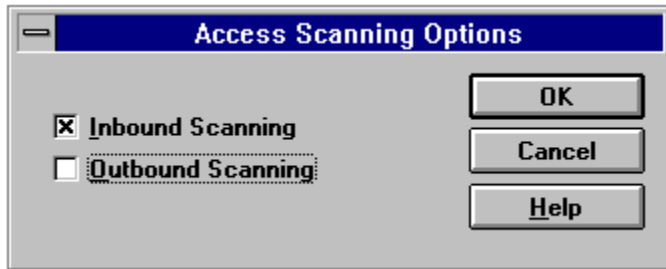 Access Scanning Options
Inbound Scanning
Outbound Scanning
OK
Cancel
Help